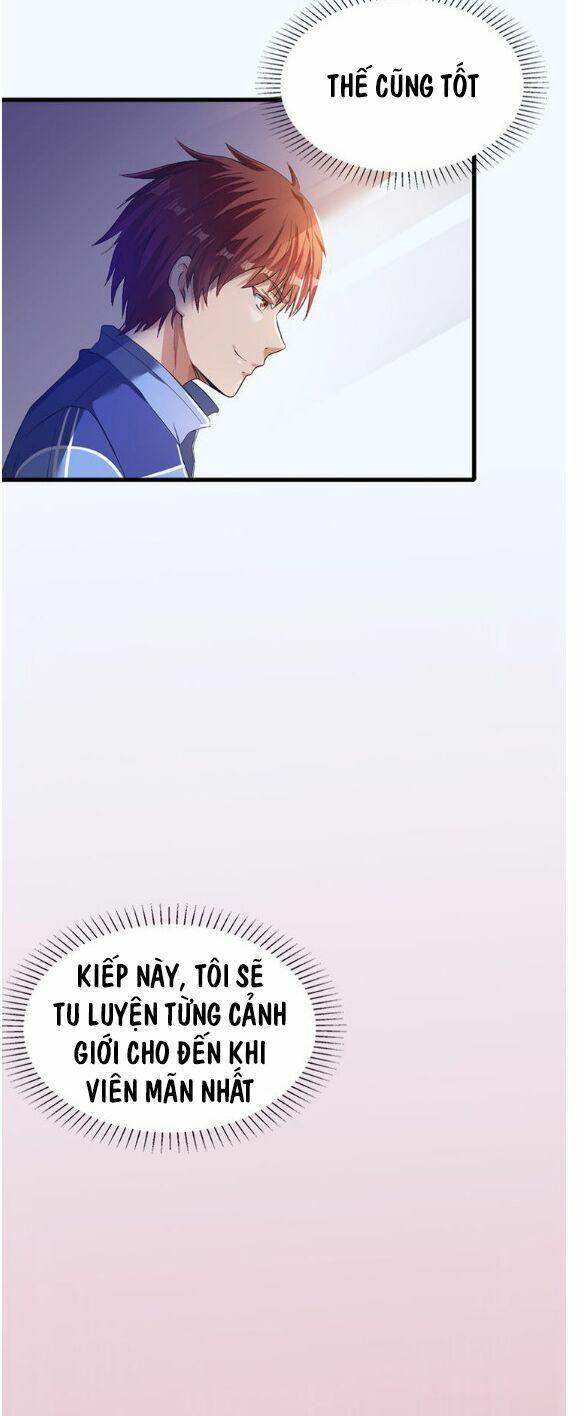 THẾ CŨNG TỐT
KIẾP NÀY, TÔI SẼ
TU LUYỆN TỪNG CẢNH
GIỚI CHO ĐẾN KHI
VIÊN MÃN NHẤT